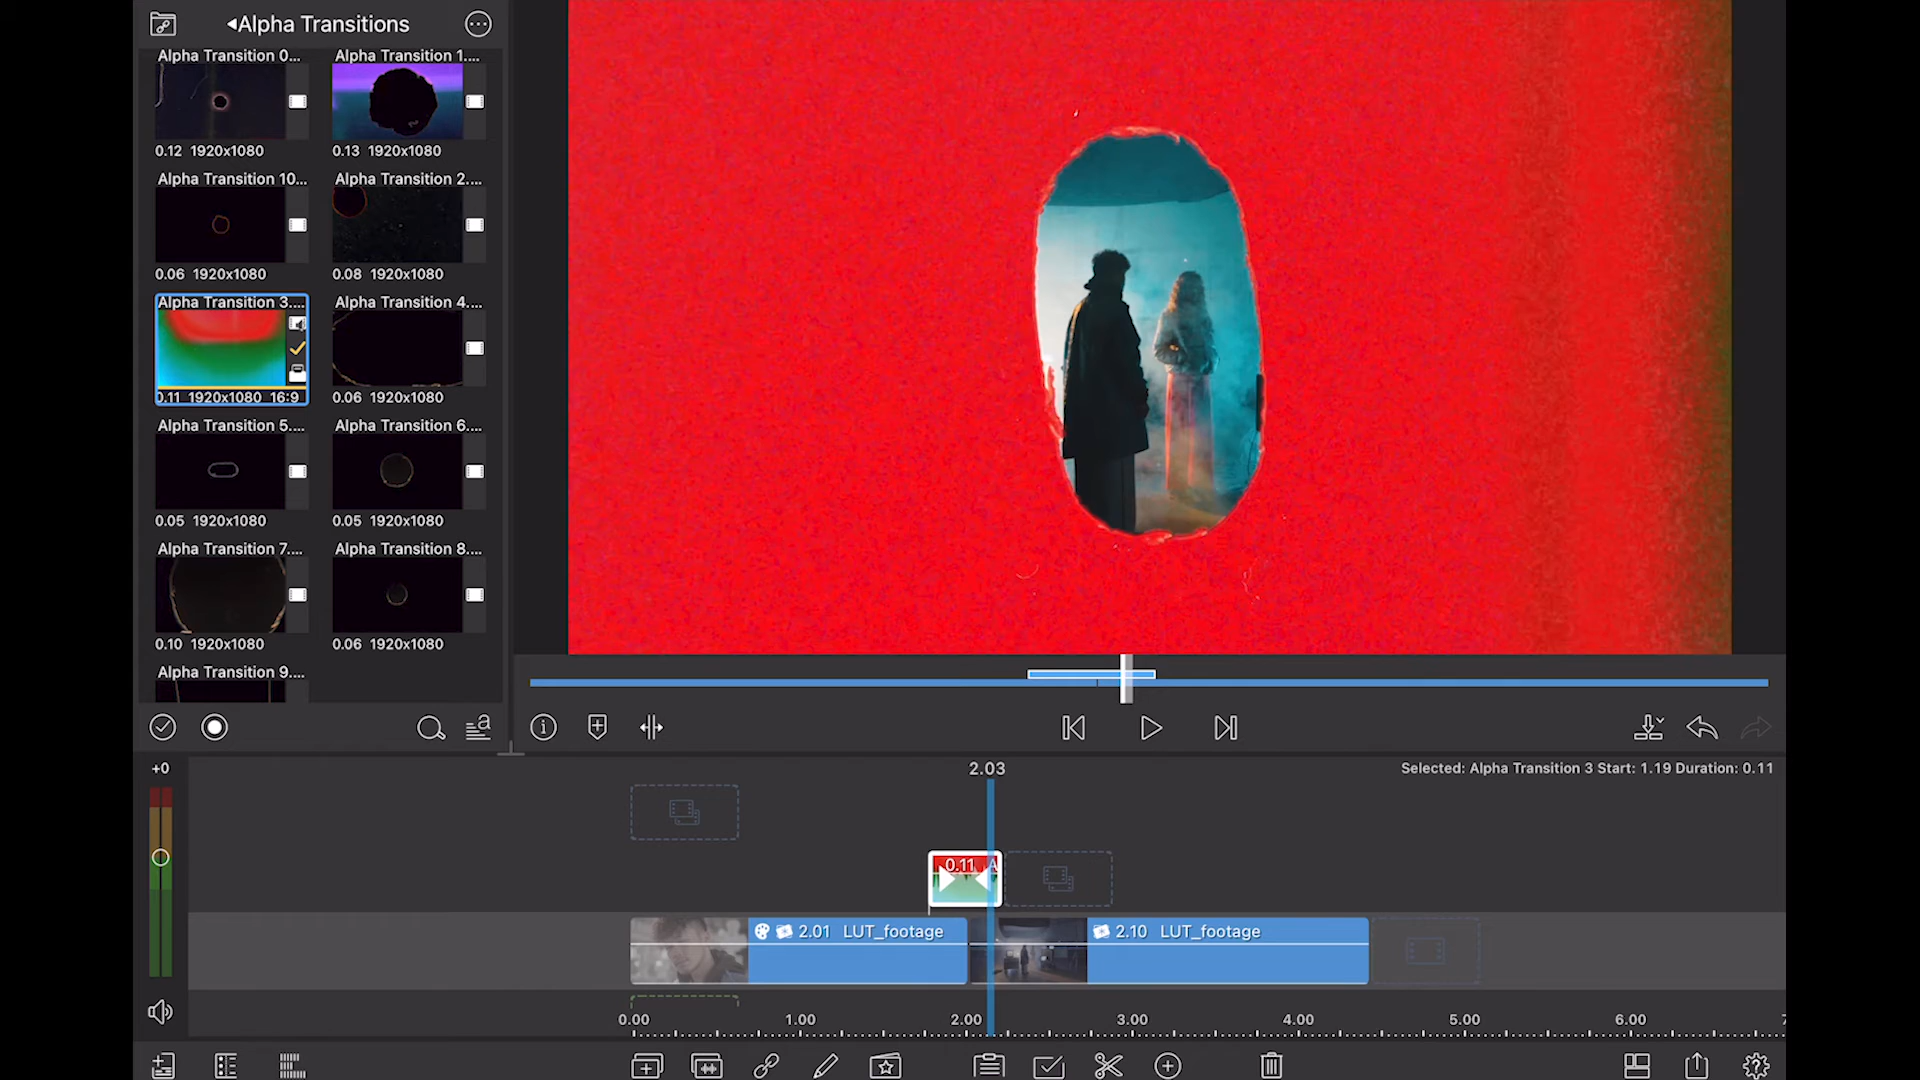 ◂Alpha Transitions
Alpha Transition 0...
Alpha Transition 1....
0.12 1920x1080
0.13 1920x1080
Alpha Transition 10...
Alpha Transition 2....
0.06 1920x1080
0.08 1920x1080
Alpha Transition 3....
Alpha Transition 4....
0.11 1920x1080 16:9
0.06 1920x1080
Alpha Transition 5....
Alpha Transition 6....
0.05 1920x1080
0.05 1920x1080
Alpha Transition 7....
Alpha Transition 8....
0.10 1920x1080
0.06 1920x1080
Alpha Transition 9....
+0
2.03
Selected: Alpha Transition 3 Start: 1.19 Duration: 0.11
0.11 A
2.01 LUT_footage
2.10 LUT_footage
0.00 1.00 2.00 3.00 4.00 5.00 6.00 7